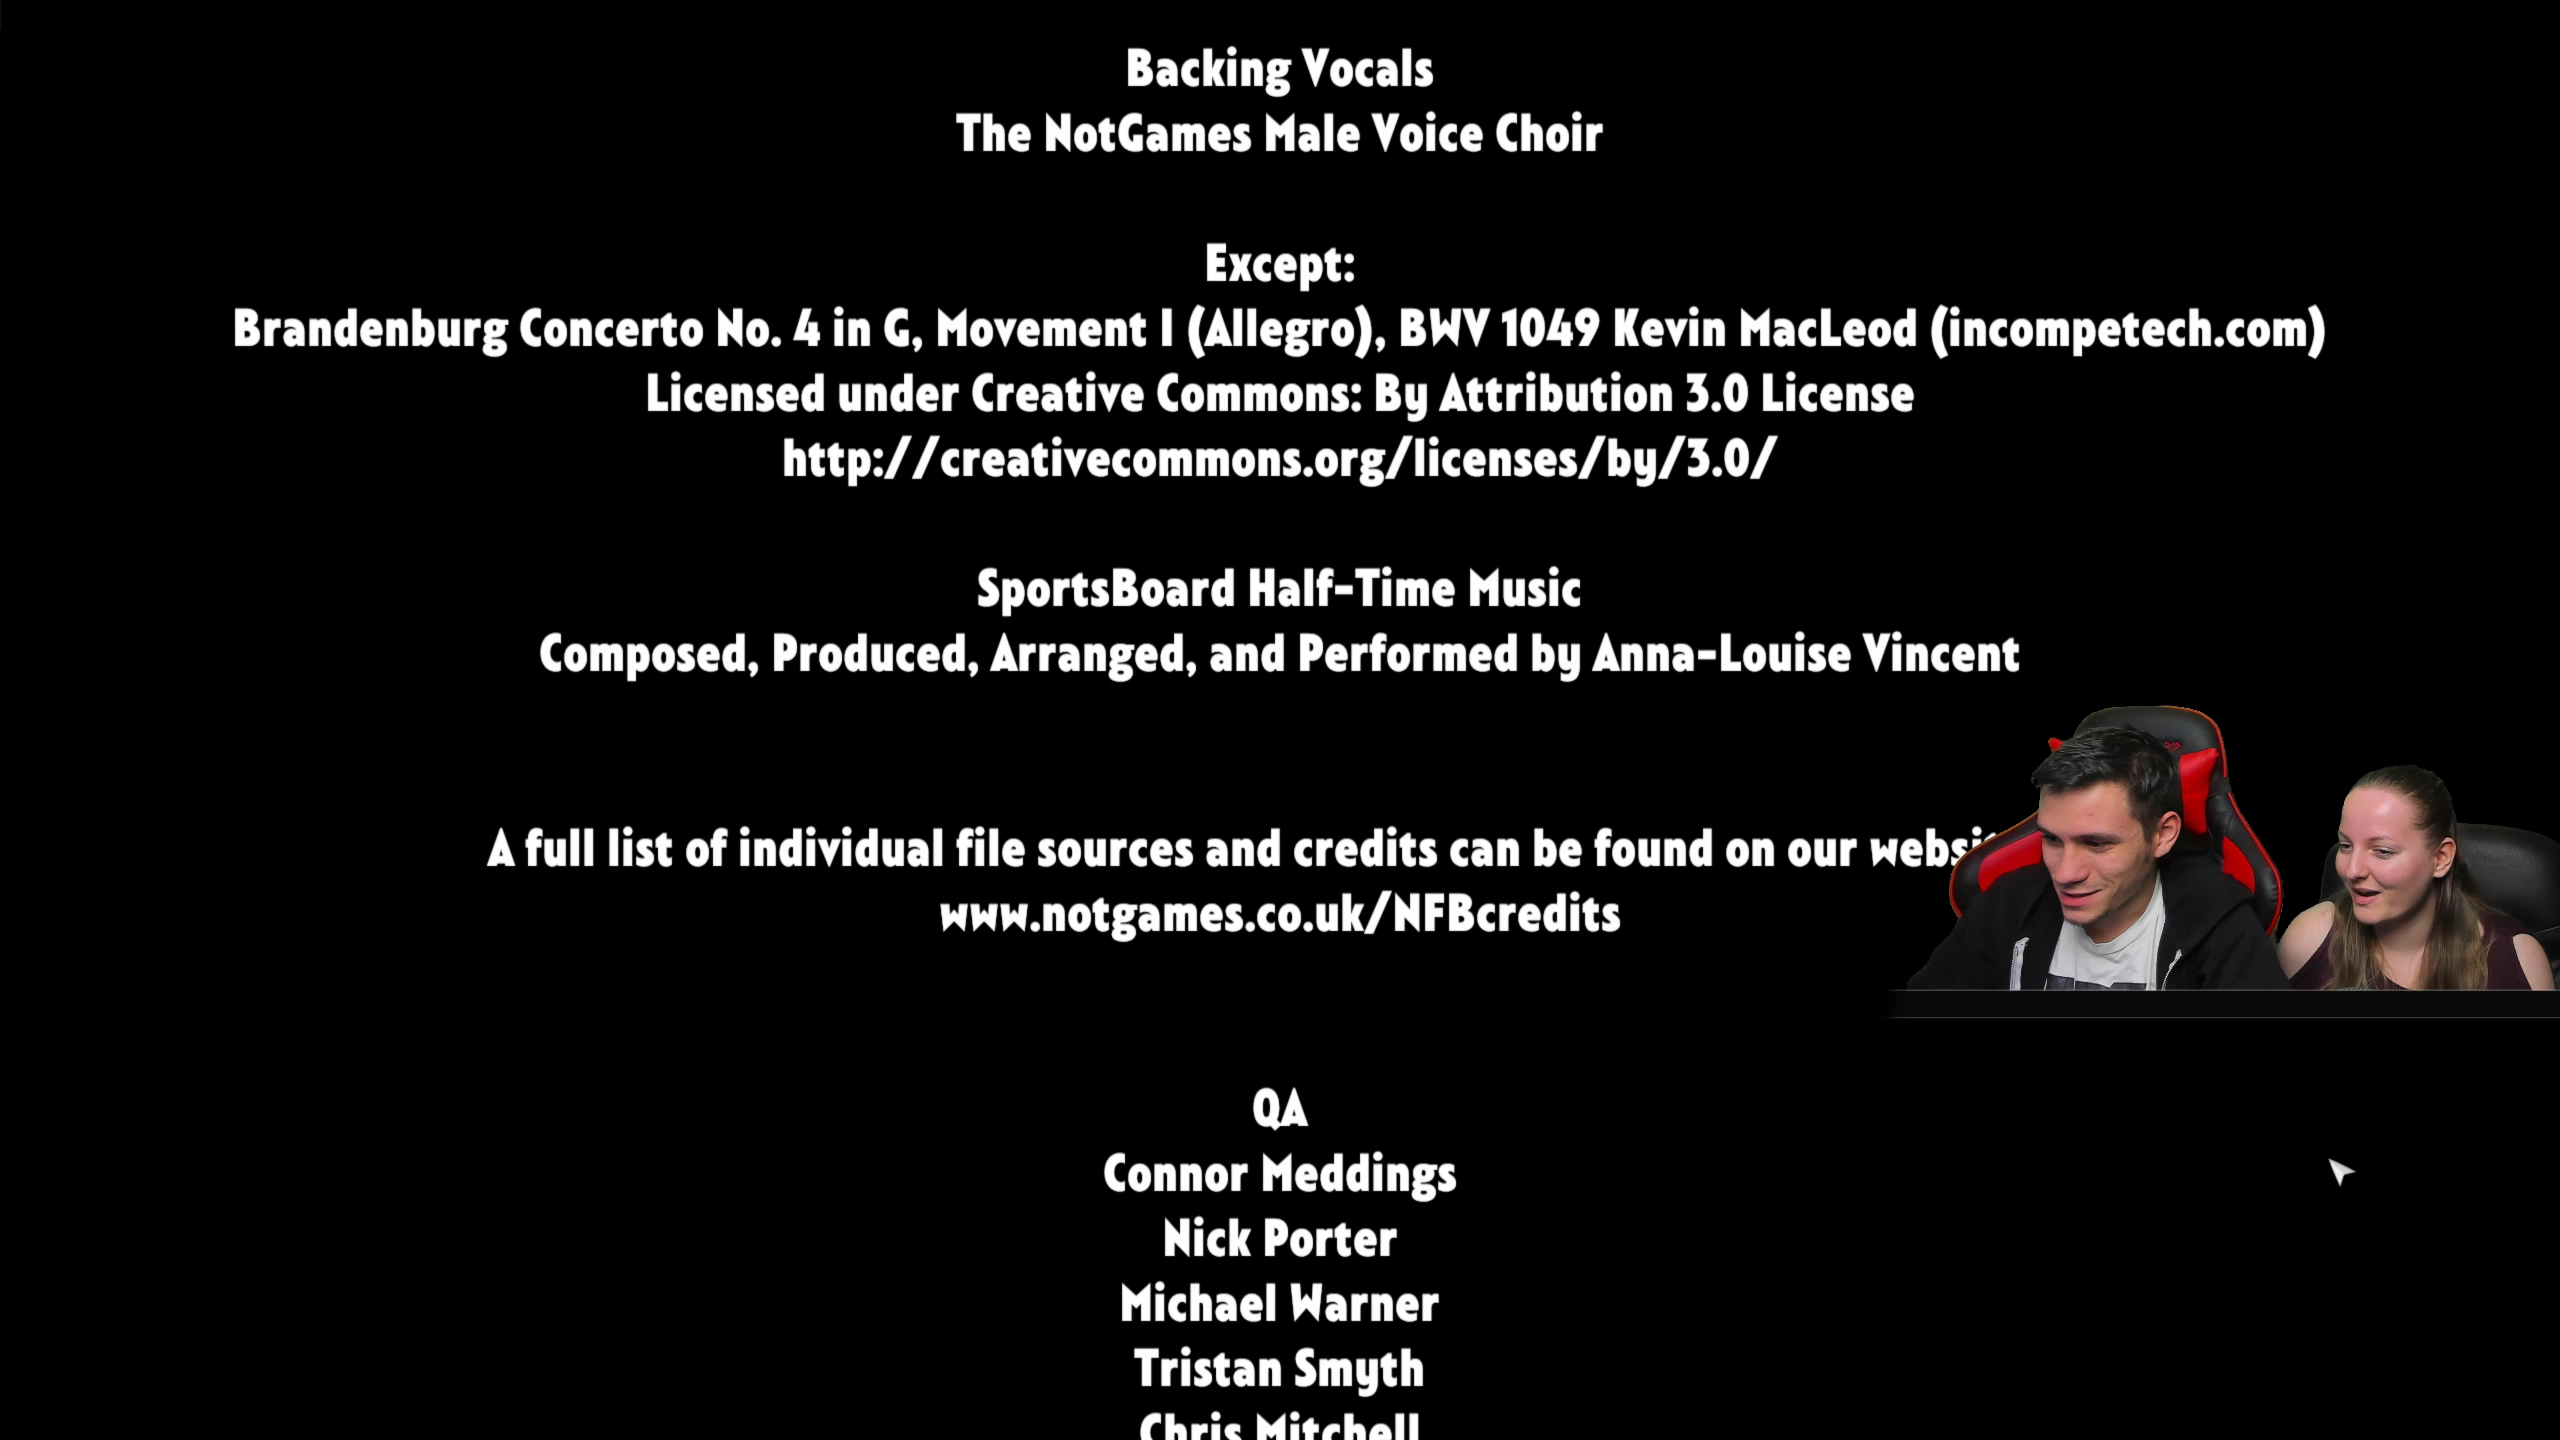 Backing Vocals
The NotGames Male Voice Choir
Except:
Brandenburg Concerto No. 4 in G, Movement I (Allegro), BWV 1049 Kevin MacLeod (incompetech.com)
Licensed under Creative Commons: By Attribution 3.0 License
http://creativecommons.org/licenses/by/3.0/
SportsBoard Half-Time Music
Composed, Produced, Arranged, and Performed by Anna-Louise Vincent
A full list of individual file sources and credits can be found on our
www.notgames.co.uk/NFBcredits
QA
Connor Meddings
Nick Porter
Michael Warner
Tristan Smyth
Chris Mitchell